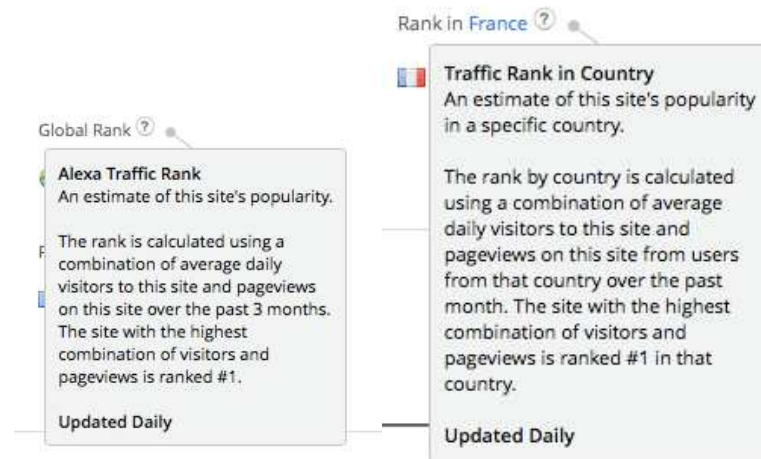 Global Rank ?
Alexa Traffic Rank
An estimate of this site's popularity.
The rank is calculated using a
combination of average daily
visitors to this site and pageviews
on this site over the past 3 months.
The site with the highest
combination of visitors and
pageviews is ranked #1.
Updated Daily
Rank in France ?
Traffic Rank in Country
An estimate of this site's popularity
in a specific country.
The rank by country is calculated
using a combination of average
daily visitors to this site and
pageviews on this site from users
from that country over the past
month. The site with the highest
combination of visitors and
pageviews is ranked #1 in that
country.
Updated Daily